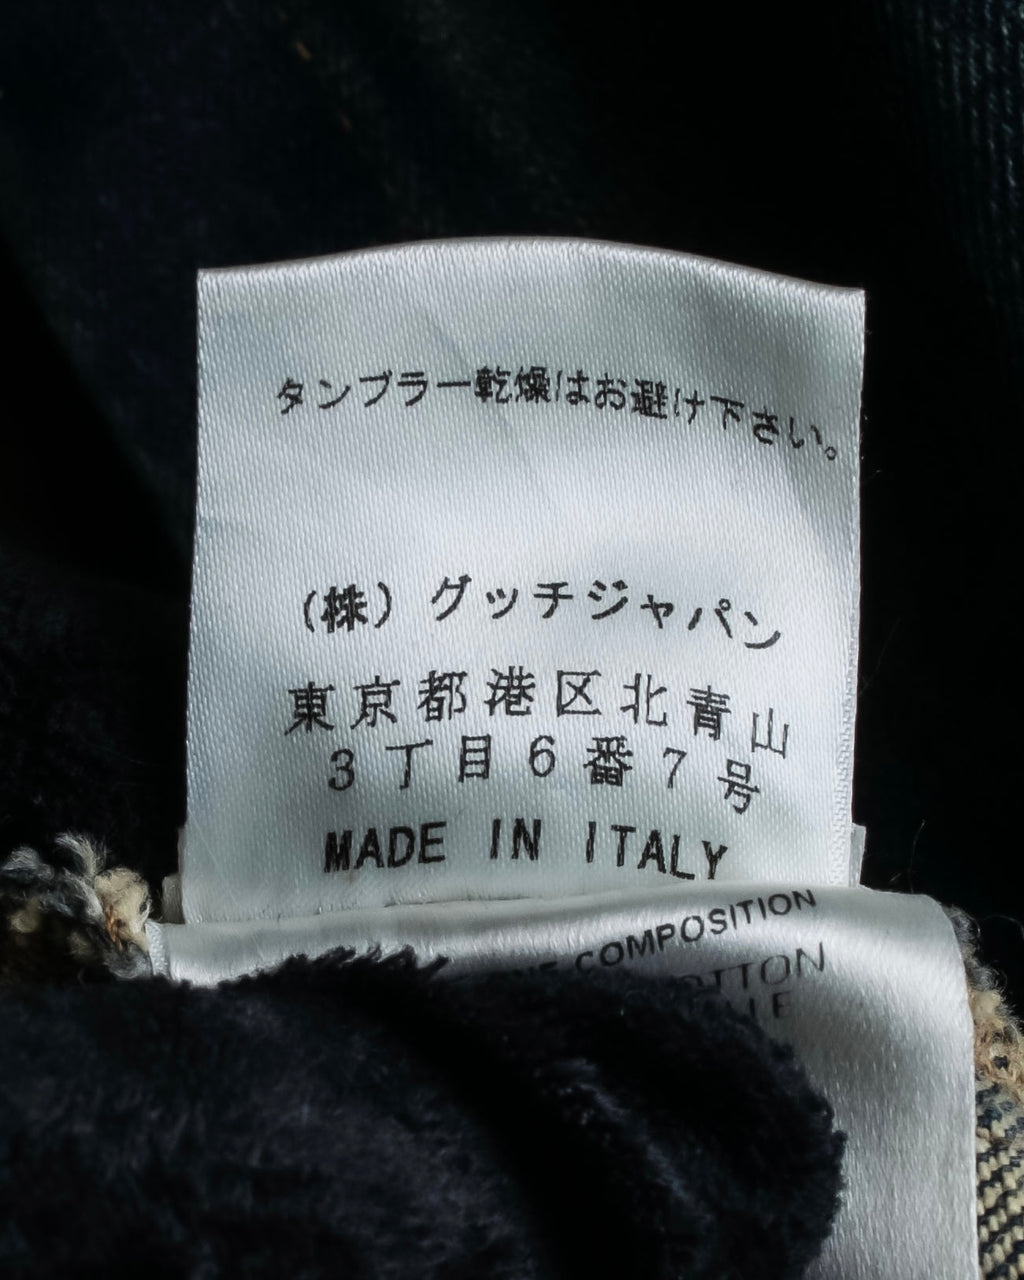 タンブラー乾燥はお避け下さい。
(株) グッチジャパン
東京都港区北青山
3丁目6番7号
MADE IN ITALY
COMPOSITION